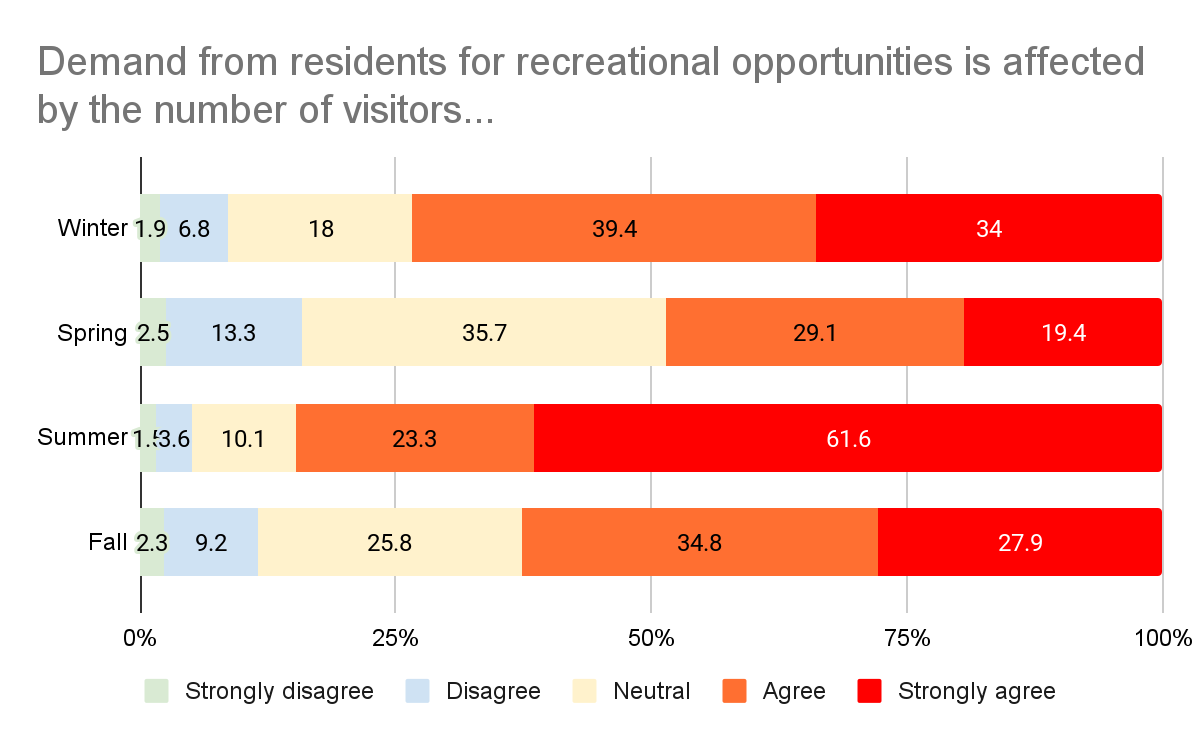 Demand from residents for recreational opportunities is affected
by the number of visitors...
Winter 1.9 6.8 18 39.4 34
Spring 2.5 13.3 35.7 29.1 19.4
Summer 1.5 3.6 10.1 23.3 61.6
Fall 2.3 9.2 25.8 34.8 27.9
0% 25% 50% 75% 100%
Strongly disagree Disagree Neutral Agree Strongly agree